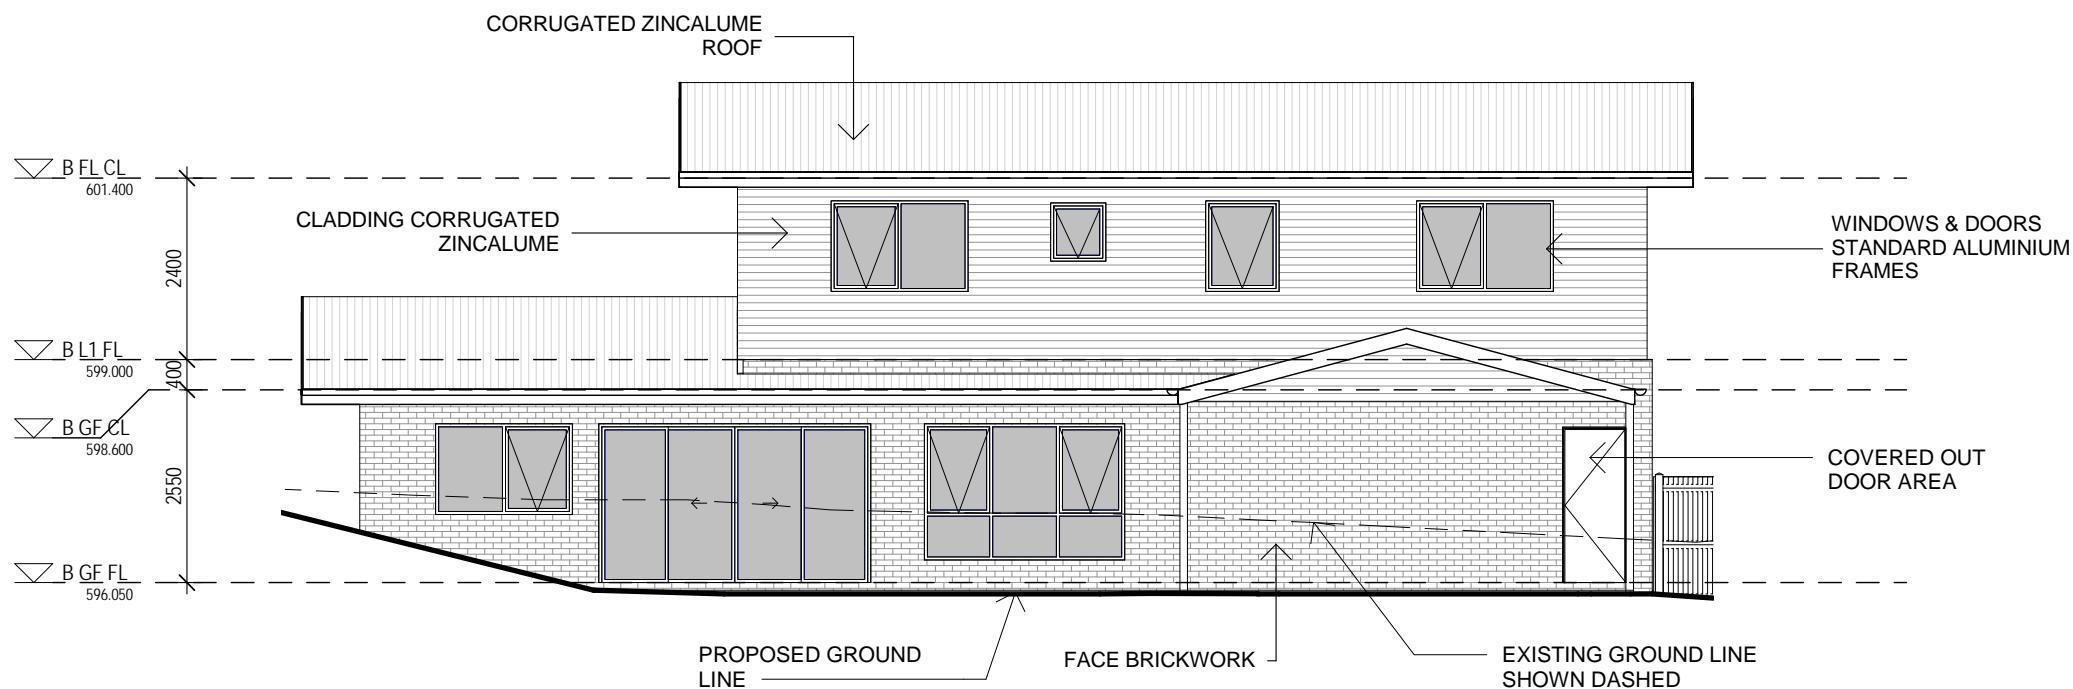 CORRUGATED ZINCALUME
ROOF
B FL CL
601.400
CLADDING CORRUGATED
ZINCALUME
WINDOWS & DOORS
STANDARD ALUMINIUM
FRAMES
2400
B L1 FL
599.000
400
B GF CL
598.600
COVERED OUT
DOOR AREA
2550
B GF FL
596.050
PROPOSED GROUND
LINE
FACE BRICKWORK
EXISTING GROUND LINE
SHOWN DASHED